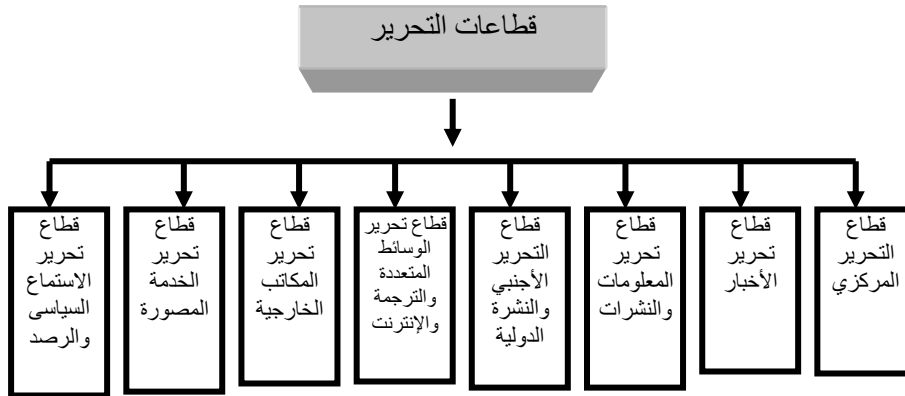 قطاعات التحرير
قطاع
التحرير
المركزي
قطاع
تحرير
الأخبار
قطاع
تحرير
المعلومات
والنشرات
قطاع
التحرير
الأجنبي
والنشرة
الدولية
قطاع تحرير
الوسائط
المتعددة
والترجمة
والإنترنت
قطاع
تحرير
المكاتب
الخارجية
قطاع
تحرير
الخدمة
المصورة
قطاع
تحرير
الاستماع
السياسى
والرصد